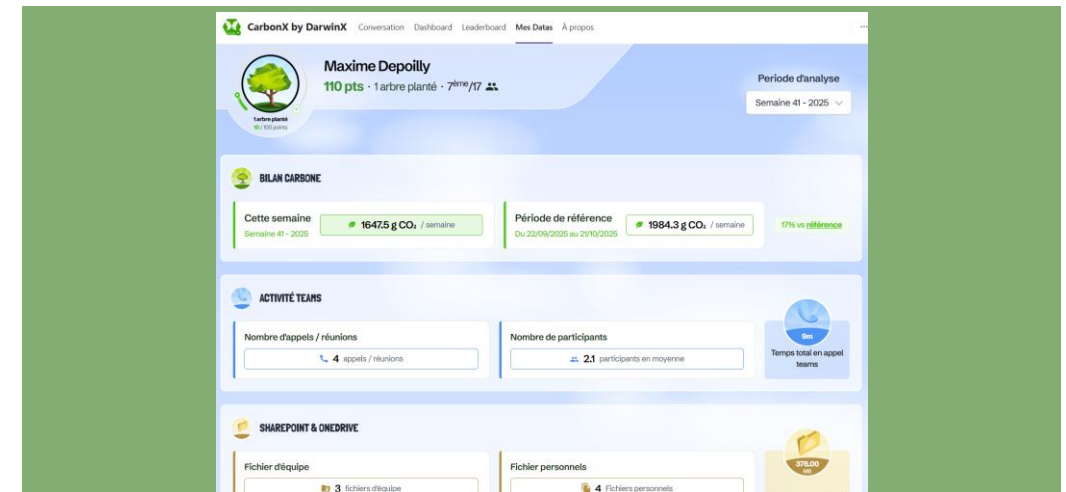 CarbonX by DarwinX Conversation Dashboard Leaderboard Mes Datas À propos ...
Maxime Depoilly
110 pts · 1 arbre planté · 7ème/17
1 arbre planté
10 / 100 points
Periode d'analyse
Semaine 41 - 2025
BILAN CARBONE
Cette semaine
Semaine 41 - 2025
1647.5 g CO₂ / semaine
Période de référence
Du 22/09/2025 au 21/10/2025
1984.3 g CO₂ / semaine
17% vs référence
ACTIVITÉ TEAMS
Nombre d'appels / réunions
4 appels / réunions
Nombre de participants
2.1 participants en moyenne
9m
Temps total en appel
teams
SHAREPOINT & ONEDRIVE
Fichier d'équipe
3 fichiers d'équipe
Fichier personnels
4 Fichiers personnels
378.00
MB